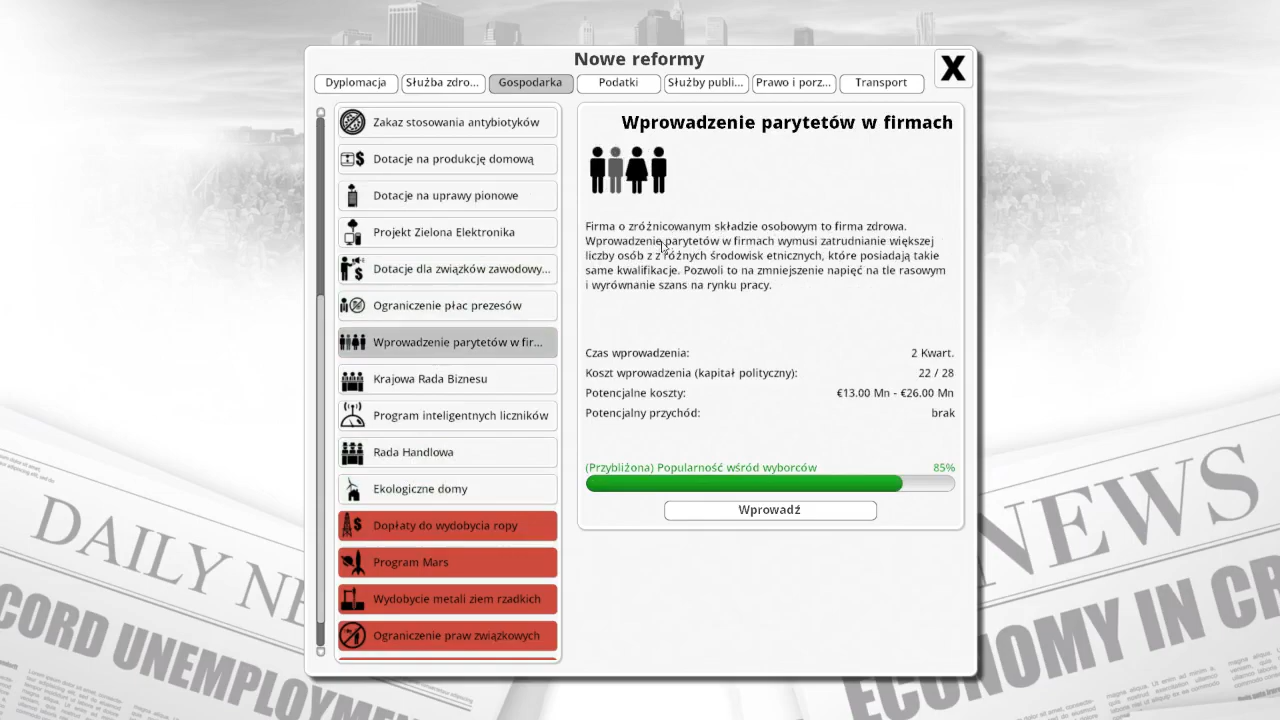 Nowe reformy
X
Dyplomacja
Służba zdro...
Gospodarka
Podatki
Służby publi...
Prawo i porz...
Transport
Zakaz stosowania antybiotyków
Dotacje na produkcję domową
Dotacje na uprawy pionowe
Projekt Zielona Elektronika
Dotacje dla związków zawodowy...
Ograniczenie płac prezesów
Wprowadzenie parytetów w fir...
Krajowa Rada Biznesu
Program inteligentnych liczników
Rada Handlowa
Ekologiczne domy
Dopłaty do wydobycia ropy
Program Mars
Wydobycie metali ziem rzadkich
Ograniczenie praw związkowych
Wprowadzenie parytetów w firmach
Firma o zróżnicowanym składzie osobowym to firma zdrowa.
Wprowadzenie parytetów w firmach wymusi zatrudnianie większej
liczby osób z z różnych środowisk etnicznych, które posiadają takie
same kwalifikacje. Pozwoli to na zmniejszenie napięć na tle rasowym
i wyrównanie szans na rynku pracy.
Czas wprowadzenia: 2 Kwart.
Koszt wprowadzenia (kapitał polityczny): 22 / 28
Potencjalne koszty: €13.00 Mn - €26.00 Mn
Potencjalny przychód: brak
(Przybliżona) Popularność wśród wyborców 85%
Wprowadź
DAILY NE
CORD UNEMPLOYM
NEWS
ECONOMY IN CR